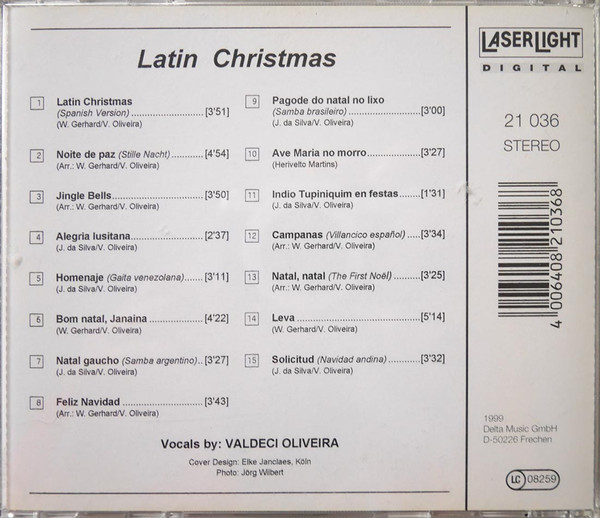 Latin Christmas
1 Latin Christmas
(Spanish Version) ........................... [3'51]
(W. Gerhard/V. Oliveira)
2 Noite de paz (Stille Nacht) ............ [4'54]
(Arr.: W. Gerhard/V. Oliveira)
3 Jingle Bells ................................. [3'50]
(Arr.: W. Gerhard/V. Oliveira)
4 Alegria lusitana ........................... [2'37]
(J. da Silva/V. Oliveira)
5 Homenaje (Gaita venezolana) ....... [3'11]
(J. da Silva/V. Oliveira)
6 Bom natal, Janaina .................... [4'22]
(W. Gerhard/V. Oliveira)
7 Natal gaucho (Samba argentino) .. [3'27]
(J. da Silva/V. Oliveira)
8 Feliz Navidad .............................. [3'43]
(Arr.: W. Gerhard/V. Oliveira)
9 Pagode do natal no lixo
(Samba brasileiro) .......................... [3'00]
(J. da Silva/V. Oliveira)
10 Ave Maria no morro ................... [3'27]
(Herivelto Martins)
11 Indio Tupiniquim en festas ....... [1'31]
(J. da Silva/V. Oliveira)
12 Campanas (Villancico español) ..... [3'34]
(Arr.: W. Gerhard/V. Oliveira)
13 Natal, natal (The First Noël) .......... [3'25]
(Arr.: W. Gerhard/V. Oliveira)
14 Leva ............................................. [5'14]
(W. Gerhard/V. Oliveira)
15 Solicitud (Navidad andina) ............ [3'32]
(J. da Silva/V. Oliveira)
Vocals by: VALDECI OLIVEIRA
Cover Design: Elke Janclaes, Köln
Photo: Jörg Wilbert
LASERLIGHT
DIGITAL
21 036
STEREO
4 006408 210368
1999
Delta Music GmbH
D-50226 Frechen
LC 08259